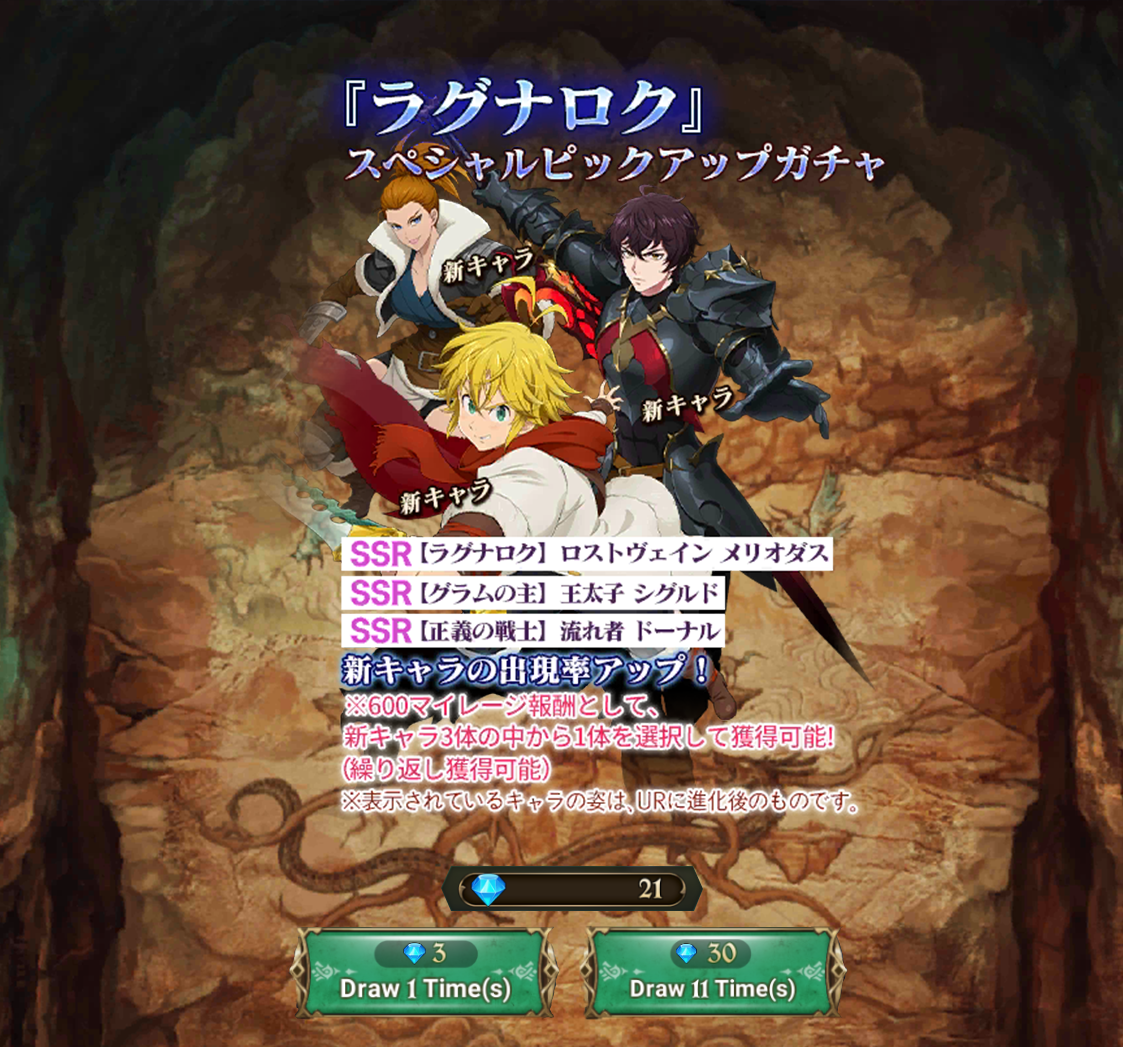 『ラグナロク』
スペシャルピックアップガチャ
新キャラ
新キャラ
新キャラ
SSR【ラグナロク】ロストヴェイン メリオダス
SSR【グラムの主】王太子 シグルド
SSR【正義の戦士】流れ者 ドーナル
新キャラの出現率アップ！
※600マイレージ報酬として、
新キャラ3体の中から1体を選択して獲得可能!
(繰り返し獲得可能)
※表示されているキャラの姿は、URに進化後のものです。
21
3
Draw 1 Time(s)
30
Draw 11 Time(s)